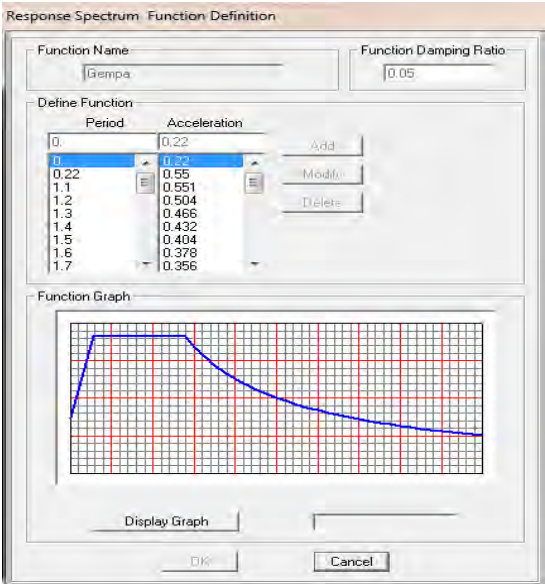 Response Spectrum Function Definition
Function Name
Function Damping Ratio
Gempa
0.05
Define Function
Period Acceleration
0. 0.22
Add
0. 0.22
0.22 0.55
Modify
1.1 0.551
1.2 0.504
Delete
1.3 0.466
1.4 0.432
1.5 0.404
1.6 0.378
1.7 0.356
Function Graph
Display Graph
OK
Cancel